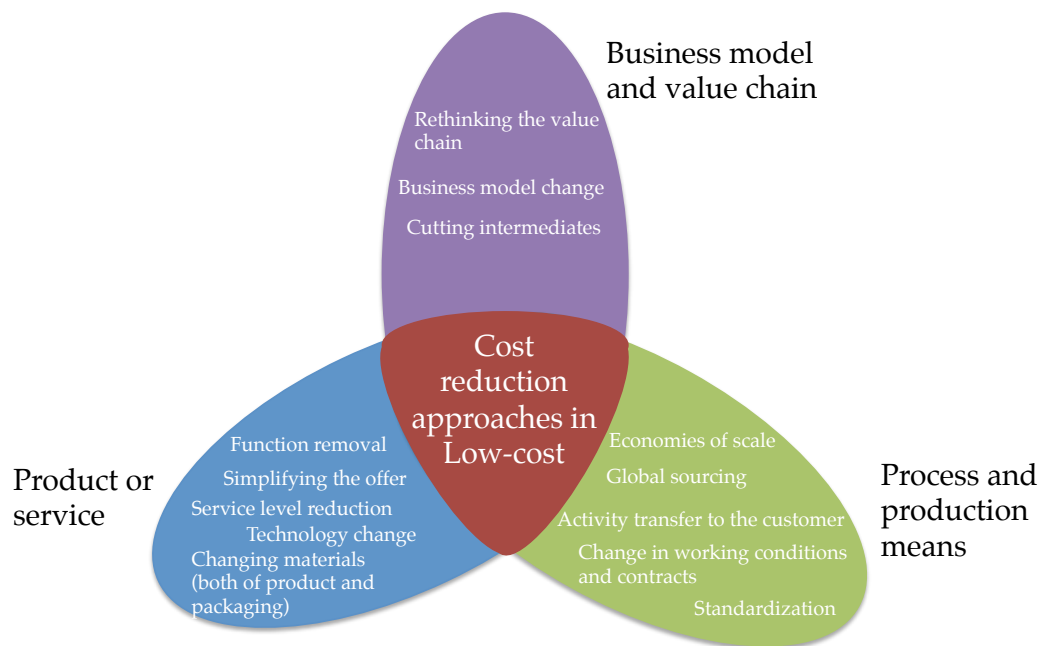 Business model
and value chain
Rethinking the value
chain
Business model change
Cutting intermediates
Cost
reduction
approaches in
Low-cost
Product or
service
Function removal
Simplifying the offer
Service level reduction
Technology change
Changing materials
(both of product and
packaging)
Economies of scale
Global sourcing
Activity transfer to the customer
Change in working conditions
and contracts
Standardization
Process and
production
means